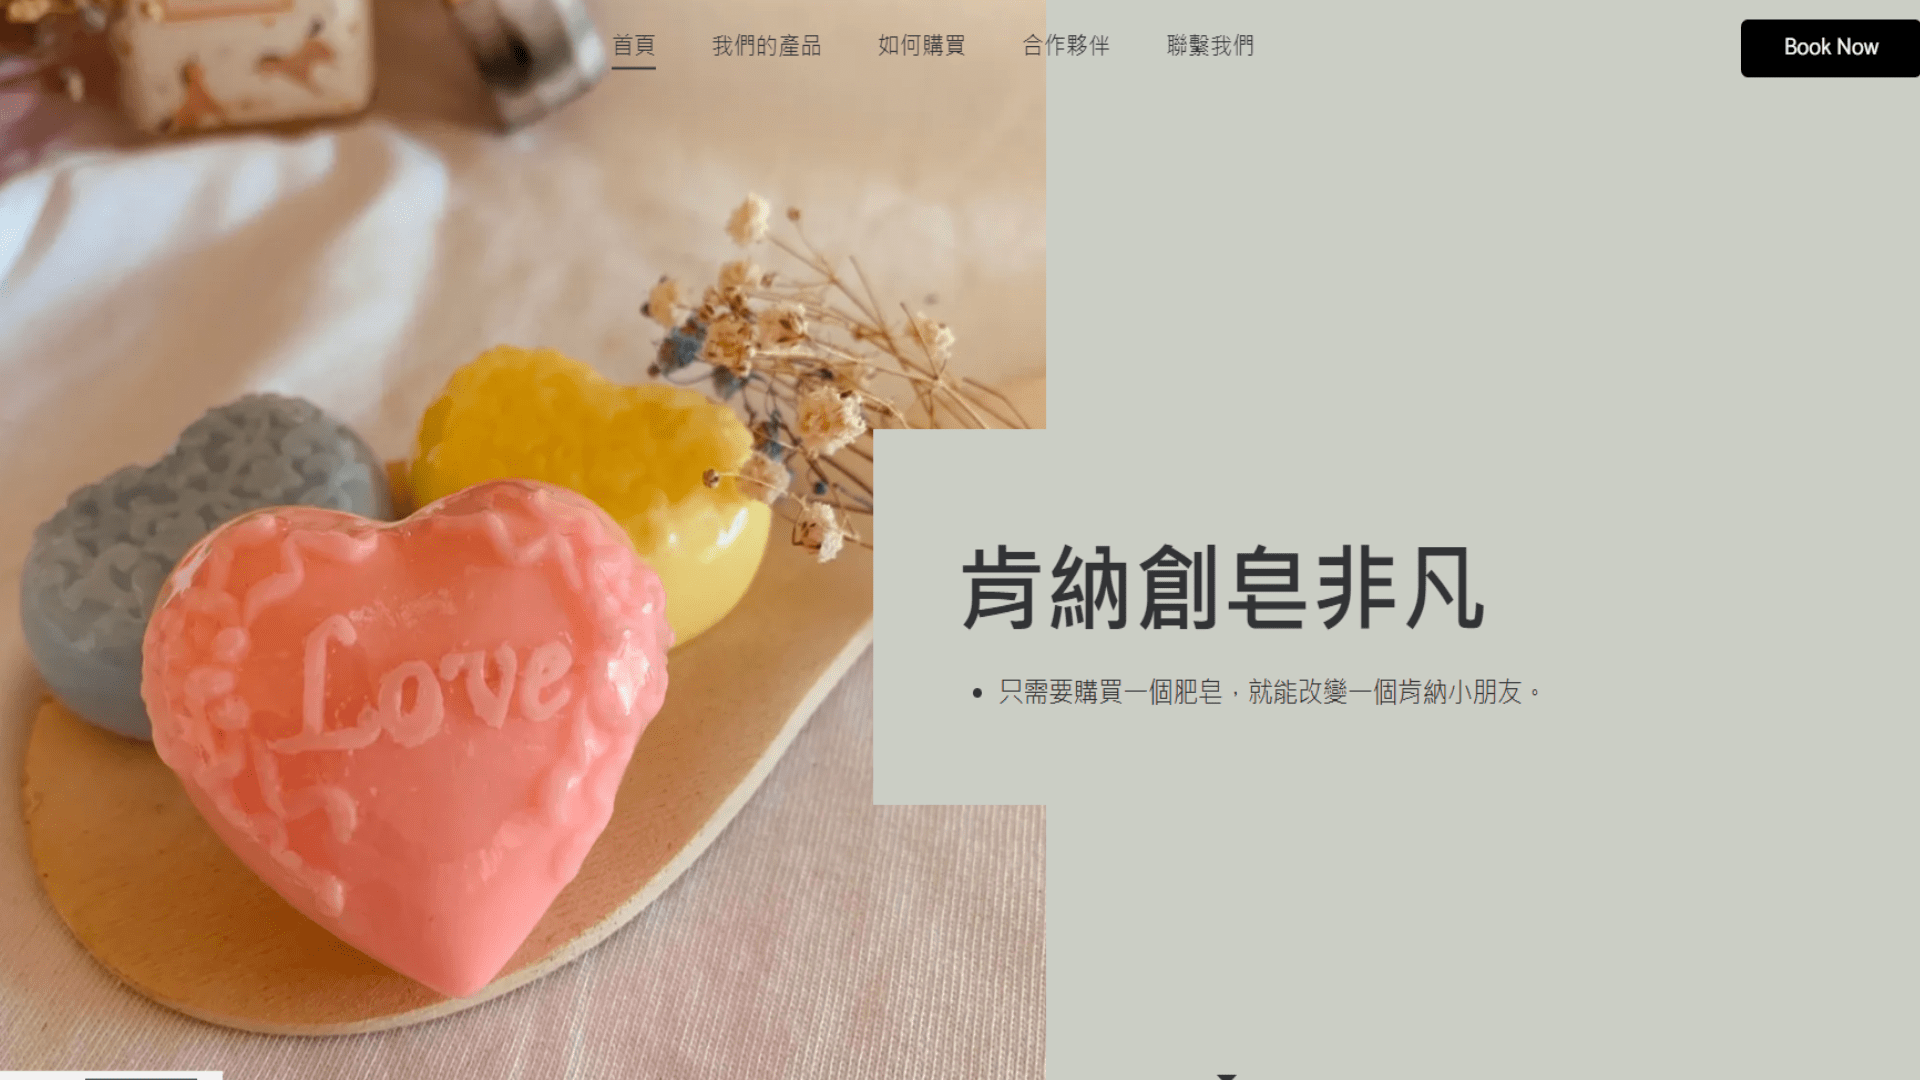 首頁
我們的產品
如何購買
合作夥伴
聯繫我們
Book Now
Love
肯納創皂非凡
• 只需要購買一個肥皂，就能改變一個肯納小朋友。